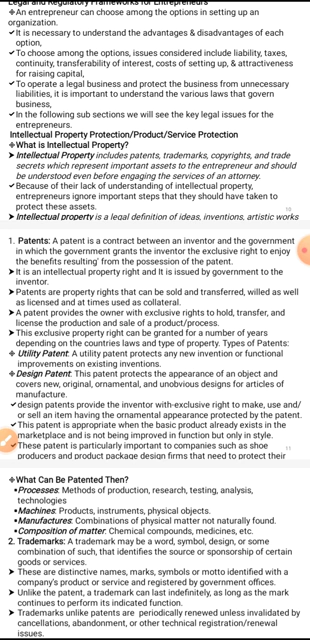 Legal and Regulatory Frameworks for Entrepreneurs
❖An entrepreneur can choose among the options in setting up an
organization.
✔It is necessary to understand the advantages & disadvantages of each
option,
✔To choose among the options, issues considered include liability, taxes,
continuity, transferability of interest, costs of setting up, & attractiveness
for raising capital,
✔To operate a legal business and protect the business from unnecessary
liabilities, it is important to understand the various laws that govern
business,
✔In the following sub sections we will see the key legal issues for the
entrepreneurs.
Intellectual Property Protection/Product/Service Protection
❖What is Intellectual Property?
➤Intellectual Property includes patents, trademarks, copyrights, and trade
secrets which represent important assets to the entrepreneur and should
be understood even before engaging the services of an attorney.
✔Because of their lack of understanding of intellectual property,
entrepreneurs ignore important steps that they should have taken to
protect these assets.
10
➤Intellectual property is a legal definition of ideas, inventions, artistic works
1. Patents: A patent is a contract between an inventor and the government
in which the government grants the inventor the exclusive right to enjoy
the benefits resulting' from the possession of the patent.
➤It is an intellectual property right and It is issued by government to the
inventor.
➤Patents are property rights that can be sold and transferred, willed as well
as licensed and at times used as collateral.
➤A patent provides the owner with exclusive rights to hold, transfer, and
license the production and sale of a product/process.
➤This exclusive property right can be granted for a number of years
depending on the countries laws and type of property. Types of Patents:
❖ Utility Patent: A utility patent protects any new invention or functional
improvements on existing inventions.
❖Design Patent: This patent protects the appearance of an object and
covers new, original, ornamental, and unobvious designs for articles of
manufacture.
✔design patents provide the inventor with-exclusive right to make, use and/
or sell an item having the ornamental appearance protected by the patent.
✔This patent is appropriate when the basic product already exists in the
marketplace and is not being improved in function but only in style.
✔These patent is particularly important to companies such as shoe
11
producers and product package design firms that need to protect their
❖What Can Be Patented Then?
▪Processes: Methods of production, research, testing, analysis,
technologies
▪Machines: Products, instruments, physical objects.
▪Manufactures: Combinations of physical matter not naturally found.
▪Composition of matter: Chemical compounds, medicines, etc.
2. Trademarks: A trademark may be a word, symbol, design, or some
combination of such, that identifies the source or sponsorship of certain
goods or services.
➤ These are distinctive names, marks, symbols or motto identified with a
company's product or service and registered by government offices.
➤ Unlike the patent, a trademark can last indefinitely, as long as the mark
continues to perform its indicated function.
➤ Trademarks unlike patents are periodically renewed unless invalidated by
cancellations, abandonment, or other technical registration/renewal
issues.